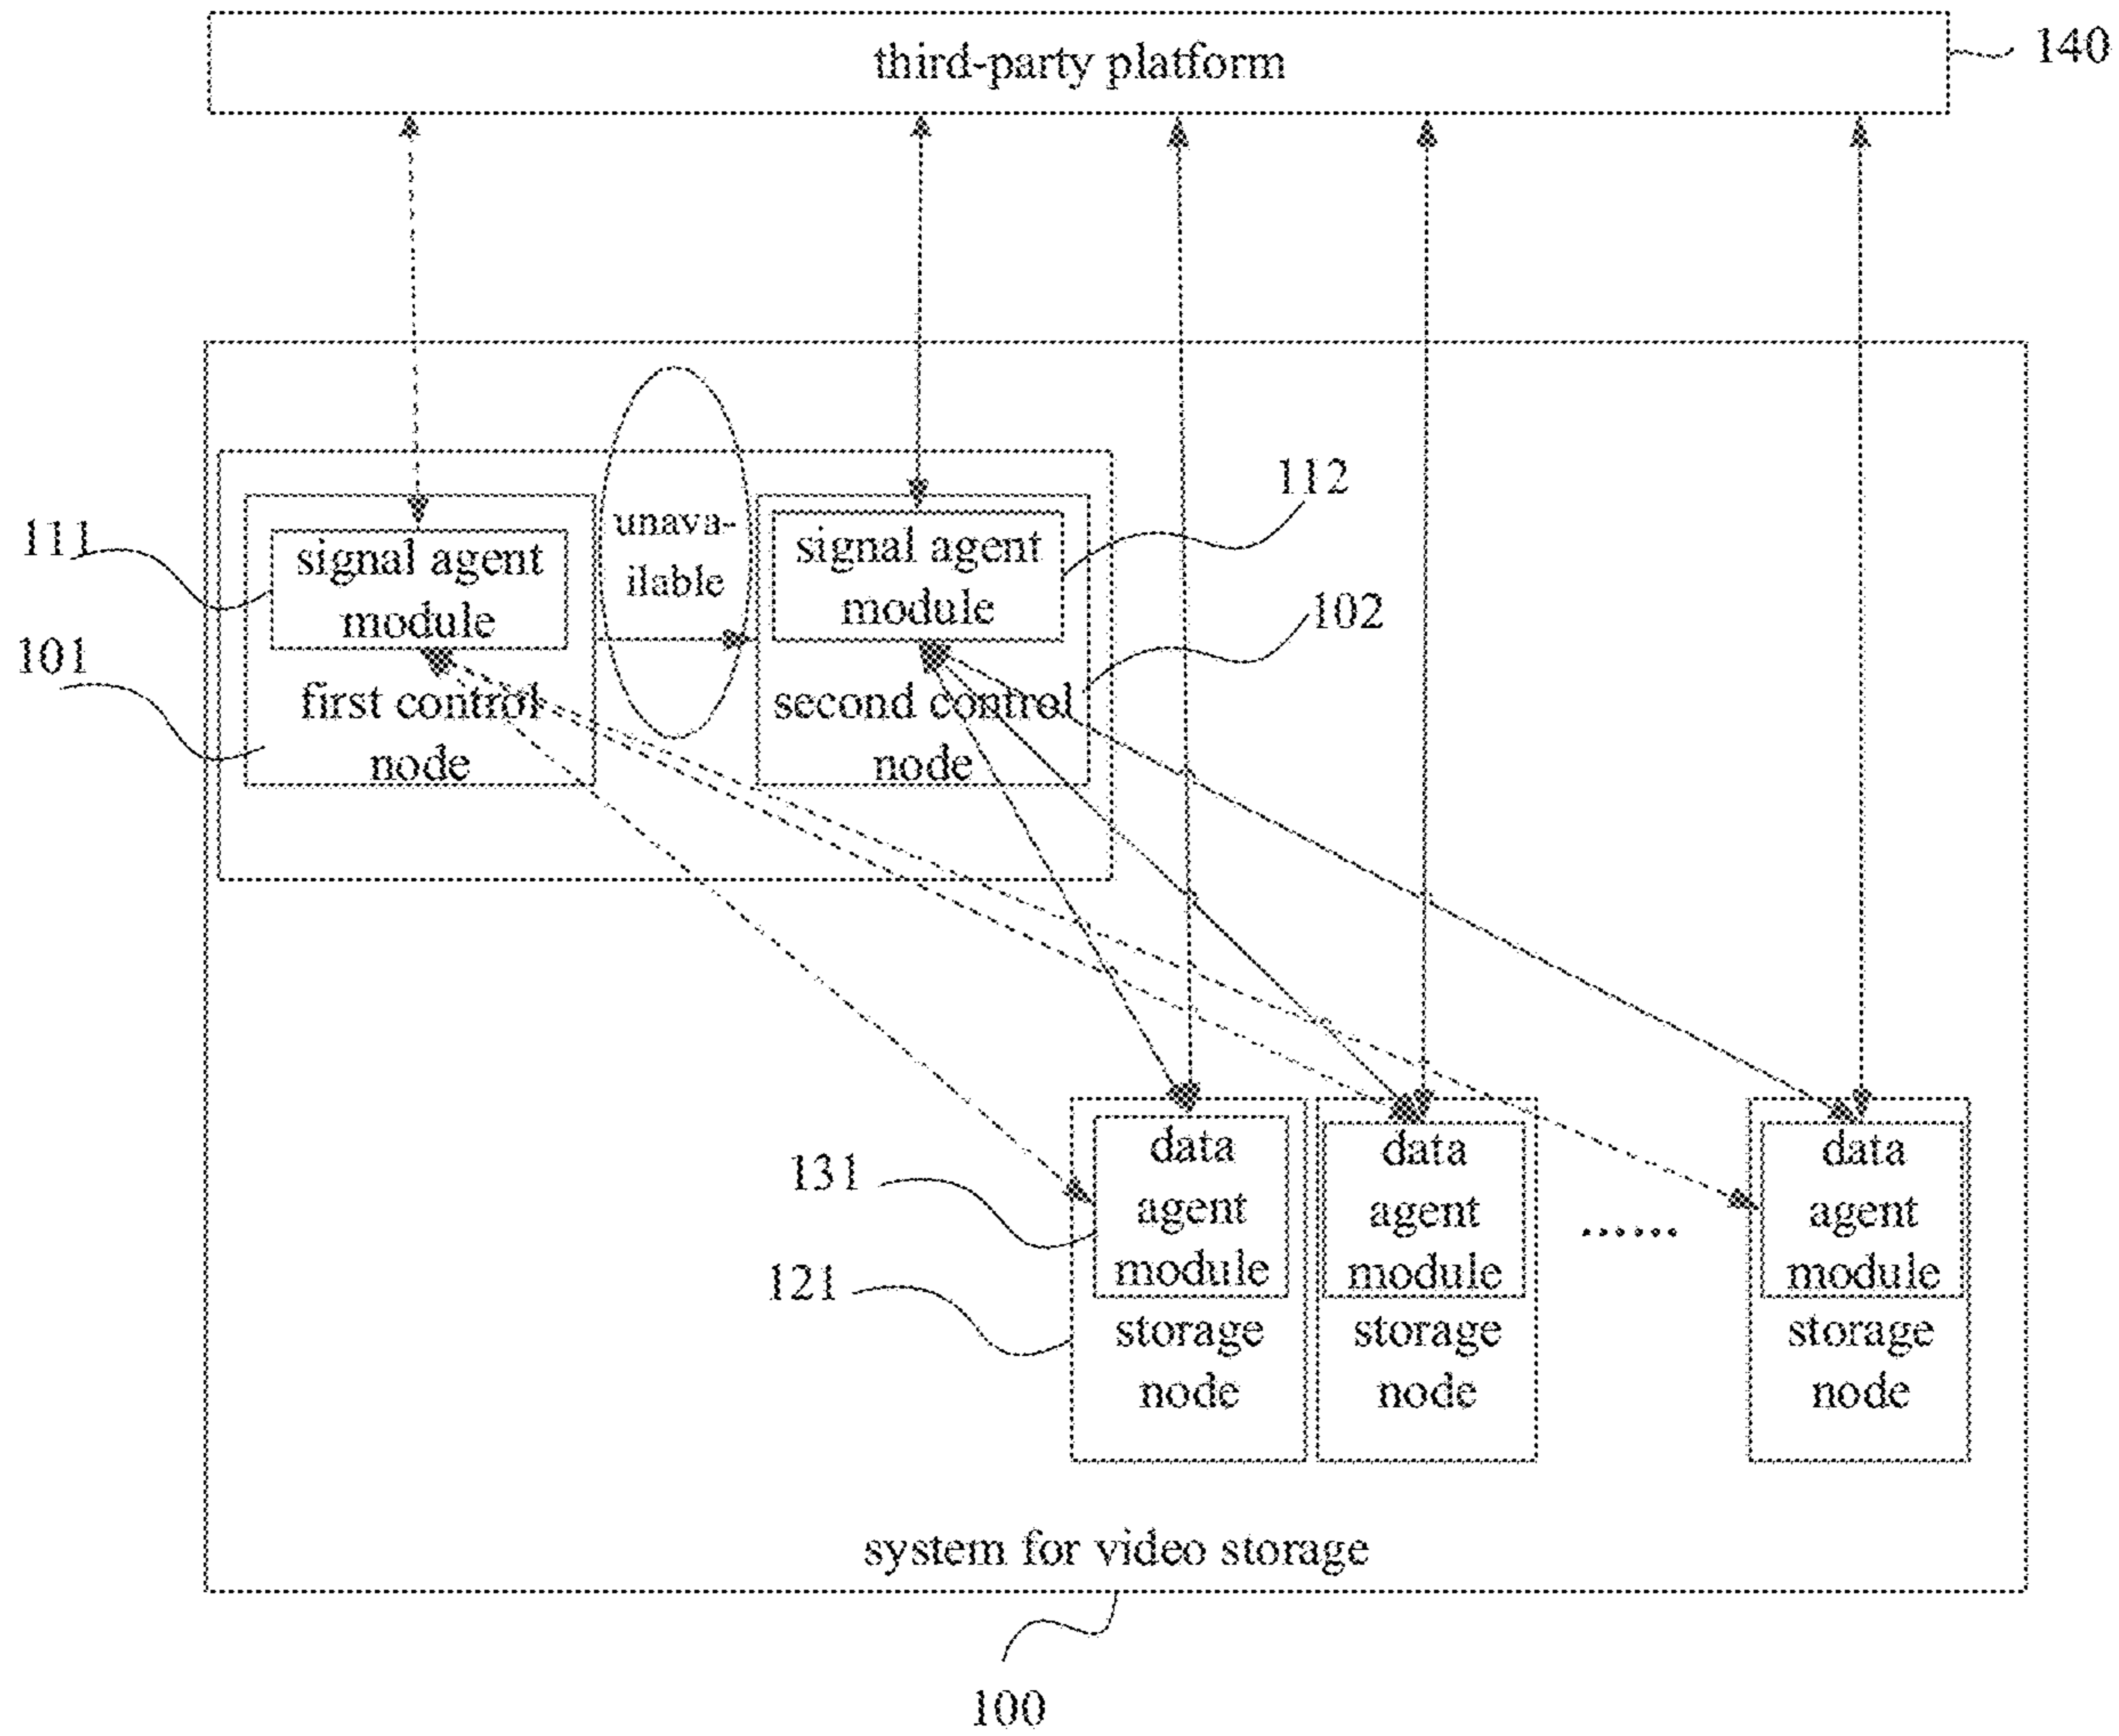 third-party platform
140
111
signal agent
module
101
first control
node
unava-
ilable
signal agent
module
112
102
second control
node
131
121
data
agent
module
storage
node
data
agent
module
storage
node
......
data
agent
module
storage
node
system for video storage
100